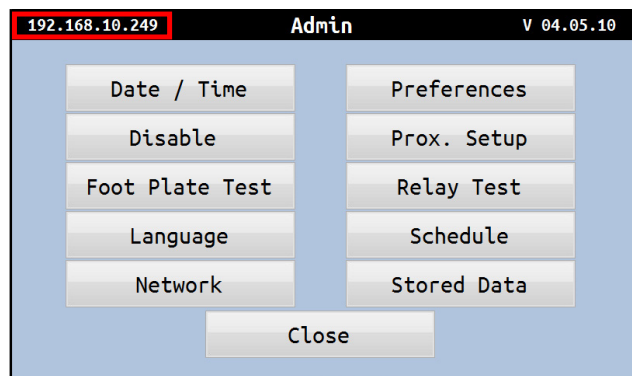 192.168.10.249 Admin V 04.05.10
Date / Time Preferences
Disable Prox. Setup
Foot Plate Test Relay Test
Language Schedule
Network Stored Data
Close